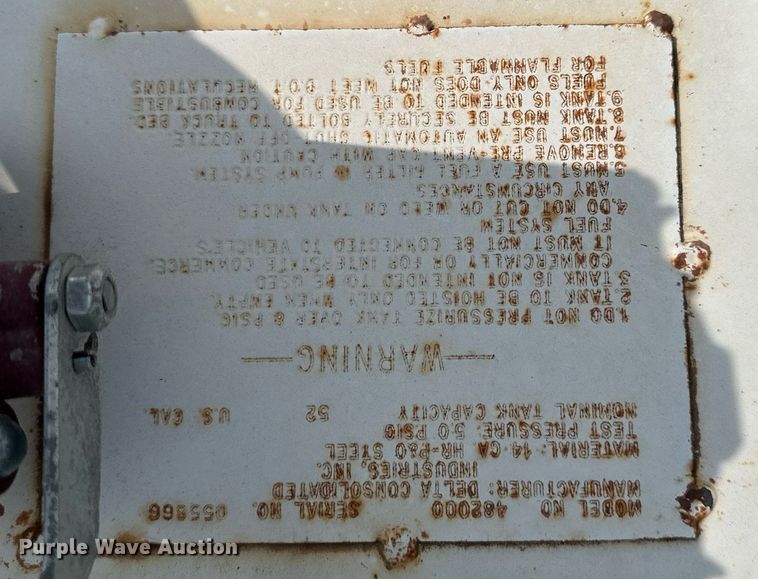 MODEL NO 482000 SERIAL NO. 055966
MANUFACTURER: DELTA CONSOLIDATED
INDUSTRIES, INC.
MATERIAL: 14 GA. HR-P&O STEEL
TEST PRESSURE: 5.0 PSIG
NOMINAL TANK CAPACITY 52 U.S. GAL.
WARNING
1.DO NOT PRESSURIZE TANK OVER 8 PSIG
2.TANK TO BE HOISTED ONLY WHEN EMPTY.
3.TANK IS NOT INTENDED TO BE USED
COMMERCIALLY OR FOR INTERSTATE COMMERCE.
IT MUST NOT BE CONNECTED TO VEHICLE'S
FUEL SYSTEM
4.DO NOT CUT OR WELD ON TANK UNDER
ANY CIRCUMSTANCES
5.MUST USE A FUEL FILTER PUMP SYSTEM
6.REMOVE CAP WITH CAUTION
7.MUST USE AN AUTOMATIC SHUT-OFF NOZZLE.
8.TANK MUST BE SECURELY BOLTED TO TRUCK BED.
9.TANK IS INTENDED TO BE USED FOR COMBUSTIBLE
FUELS ONLY-DOES NOT MEET D.O.T REGULATIONS
FOR FLAMMABLE FUELS
Purple Wave Auction